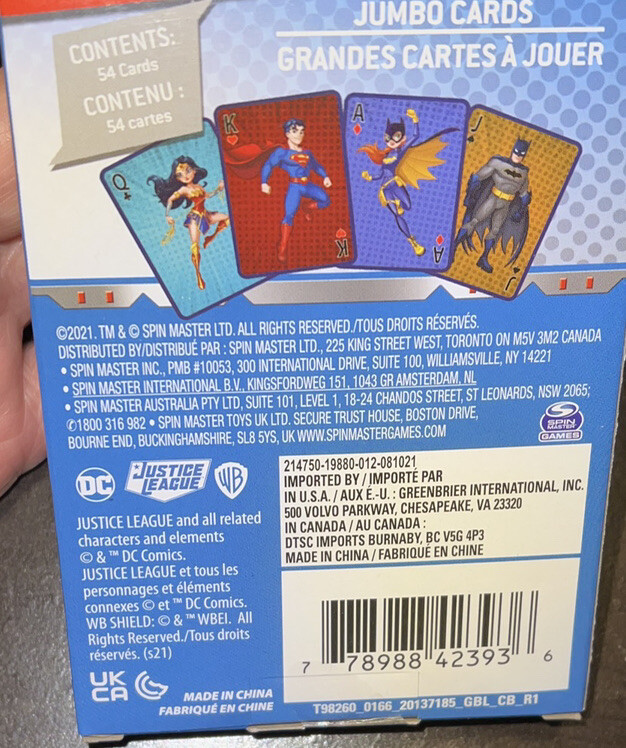 CONTENTS:
54 Cards
CONTENU :
54 cartes
JUMBO CARDS
GRANDES CARTES À JOUER
Q
K
K
A
A
J
J
©2021. TM & © SPIN MASTER LTD. ALL RIGHTS RESERVED./TOUS DROITS RÉSERVÉS.
DISTRIBUTED BY/DISTRIBUÉ PAR : SPIN MASTER LTD., 225 KING STREET WEST, TORONTO ON M5V 3M2 CANADA
• SPIN MASTER INC., PMB #10053, 300 INTERNATIONAL DRIVE, SUITE 100, WILLIAMSVILLE, NY 14221
• SPIN MASTER INTERNATIONAL B.V., KINGSFORDWEG 151, 1043 GR AMSTERDAM, NL
• SPIN MASTER AUSTRALIA PTY LTD, SUITE 101, LEVEL 1, 18-24 CHANDOS STREET, ST LEONARDS, NSW 2065;
✆1800 316 982 • SPIN MASTER TOYS UK LTD. SECURE TRUST HOUSE, BOSTON DRIVE,
BOURNE END, BUCKINGHAMSHIRE, SL8 5YS, UK WWW.SPINMASTERGAMES.COM
SPIN
MASTER
GAMES
DC
JUSTICE
LEAGUE
WB
JUSTICE LEAGUE and all related
characters and elements
© & ™ DC Comics.
JUSTICE LEAGUE et tous les
personnages et éléments
connexes © et ™ DC Comics.
WB SHIELD: © & ™ WBEI. All
Rights Reserved./Tous droits
réservés. (s21)
UK
CA
MADE IN CHINA
FABRIQUÉ EN CHINE
214750-19880-012-081021
IMPORTED BY / IMPORTÉ PAR
IN U.S.A. / AUX É.-U. : GREENBRIER INTERNATIONAL, INC.
500 VOLVO PARKWAY, CHESAPEAKE, VA 23320
IN CANADA / AU CANADA :
DTSC IMPORTS BURNABY, BC V5G 4P3
MADE IN CHINA / FABRIQUÉ EN CHINE
7 78988 42393 6
T98260_0166_20137185_GBL_CB_R1